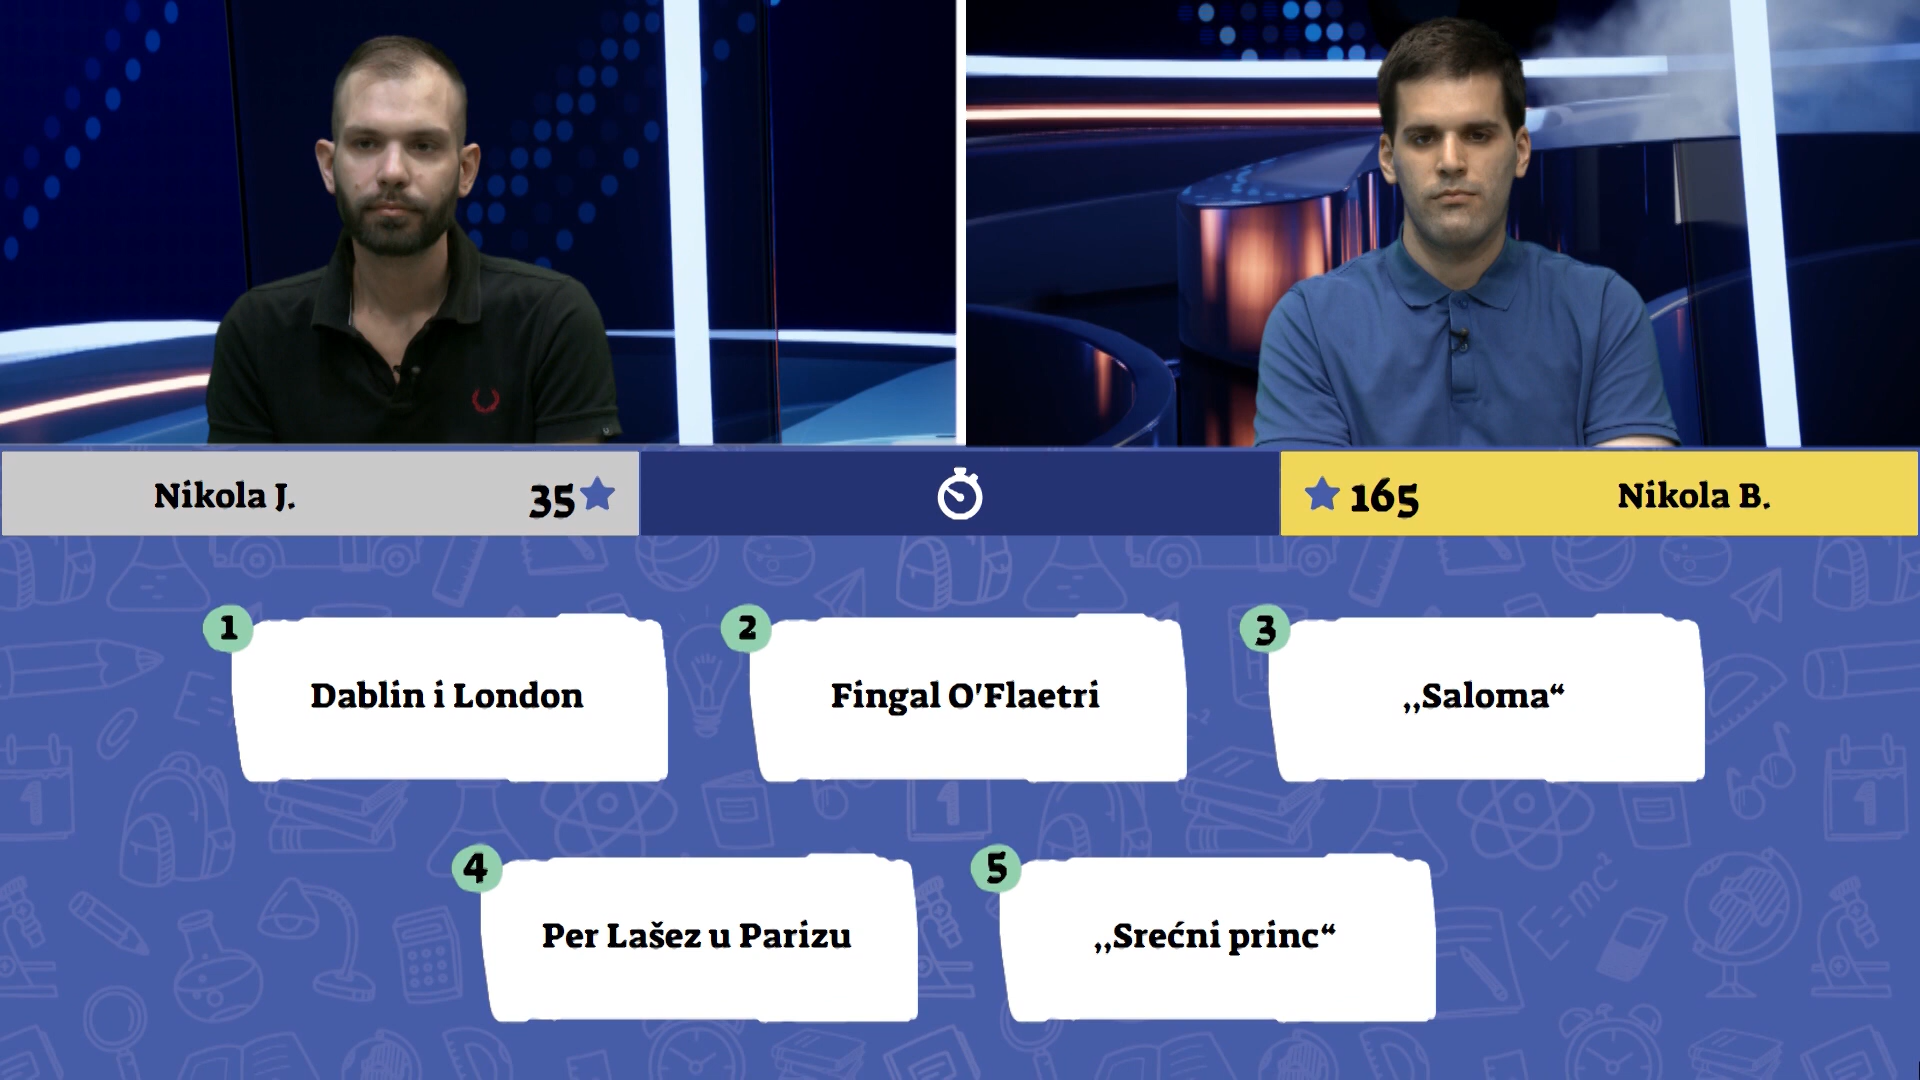 Nikola J.
35
165
Nikola B.
1
Dablin i London
2
Fingal O'Flaetri
3
,,Saloma“
4
Per Lašez u Parizu
5
,,Srećni princ“